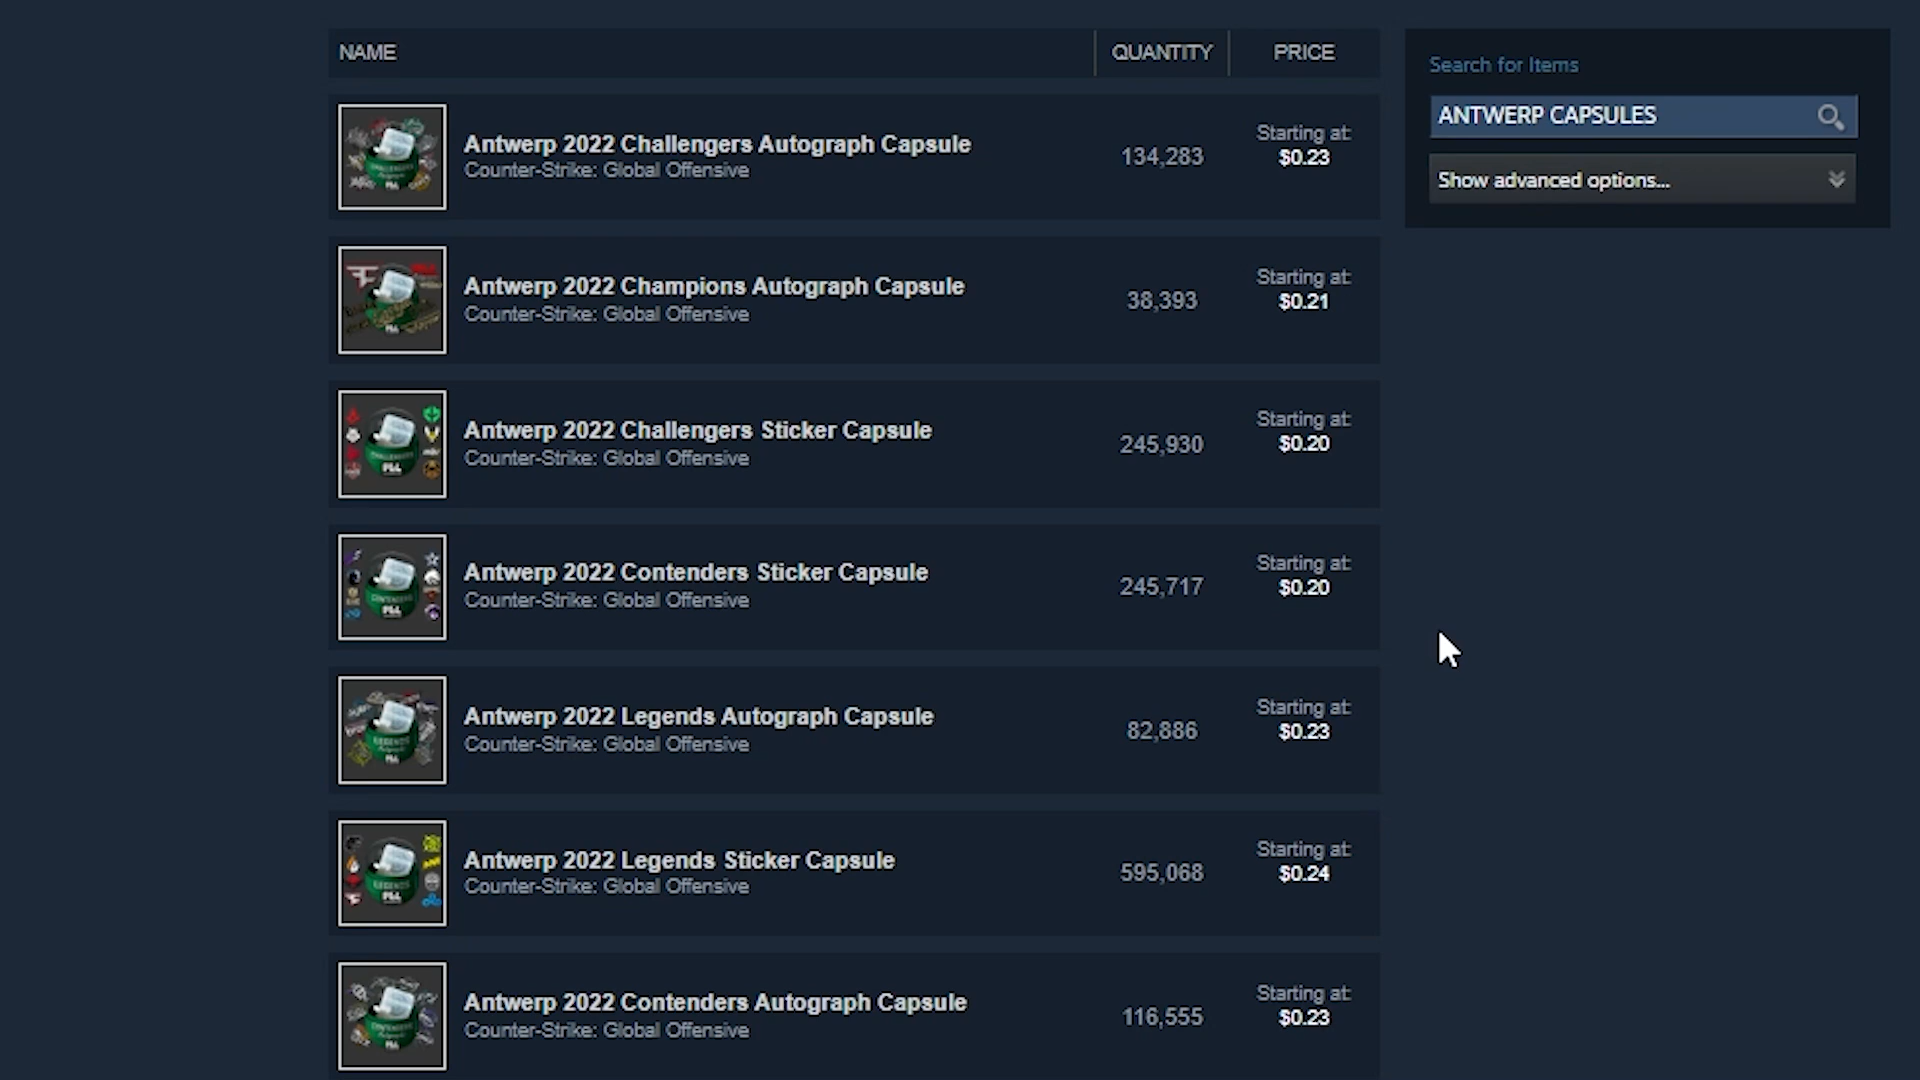 NAME QUANTITY PRICE
Search for Items
ANTWERP CAPSULES
Show advanced options...
Antwerp 2022 Challengers Autograph Capsule
Counter-Strike: Global Offensive
134,283
Starting at:
$0.23
Antwerp 2022 Champions Autograph Capsule
Counter-Strike: Global Offensive
38,393
Starting at:
$0.21
Antwerp 2022 Challengers Sticker Capsule
Counter-Strike: Global Offensive
245,930
Starting at:
$0.20
Antwerp 2022 Contenders Sticker Capsule
Counter-Strike: Global Offensive
245,717
Starting at:
$0.20
Antwerp 2022 Legends Autograph Capsule
Counter-Strike: Global Offensive
82,886
Starting at:
$0.23
Antwerp 2022 Legends Sticker Capsule
Counter-Strike: Global Offensive
595,068
Starting at:
$0.24
Antwerp 2022 Contenders Autograph Capsule
Counter-Strike: Global Offensive
116,555
Starting at:
$0.23